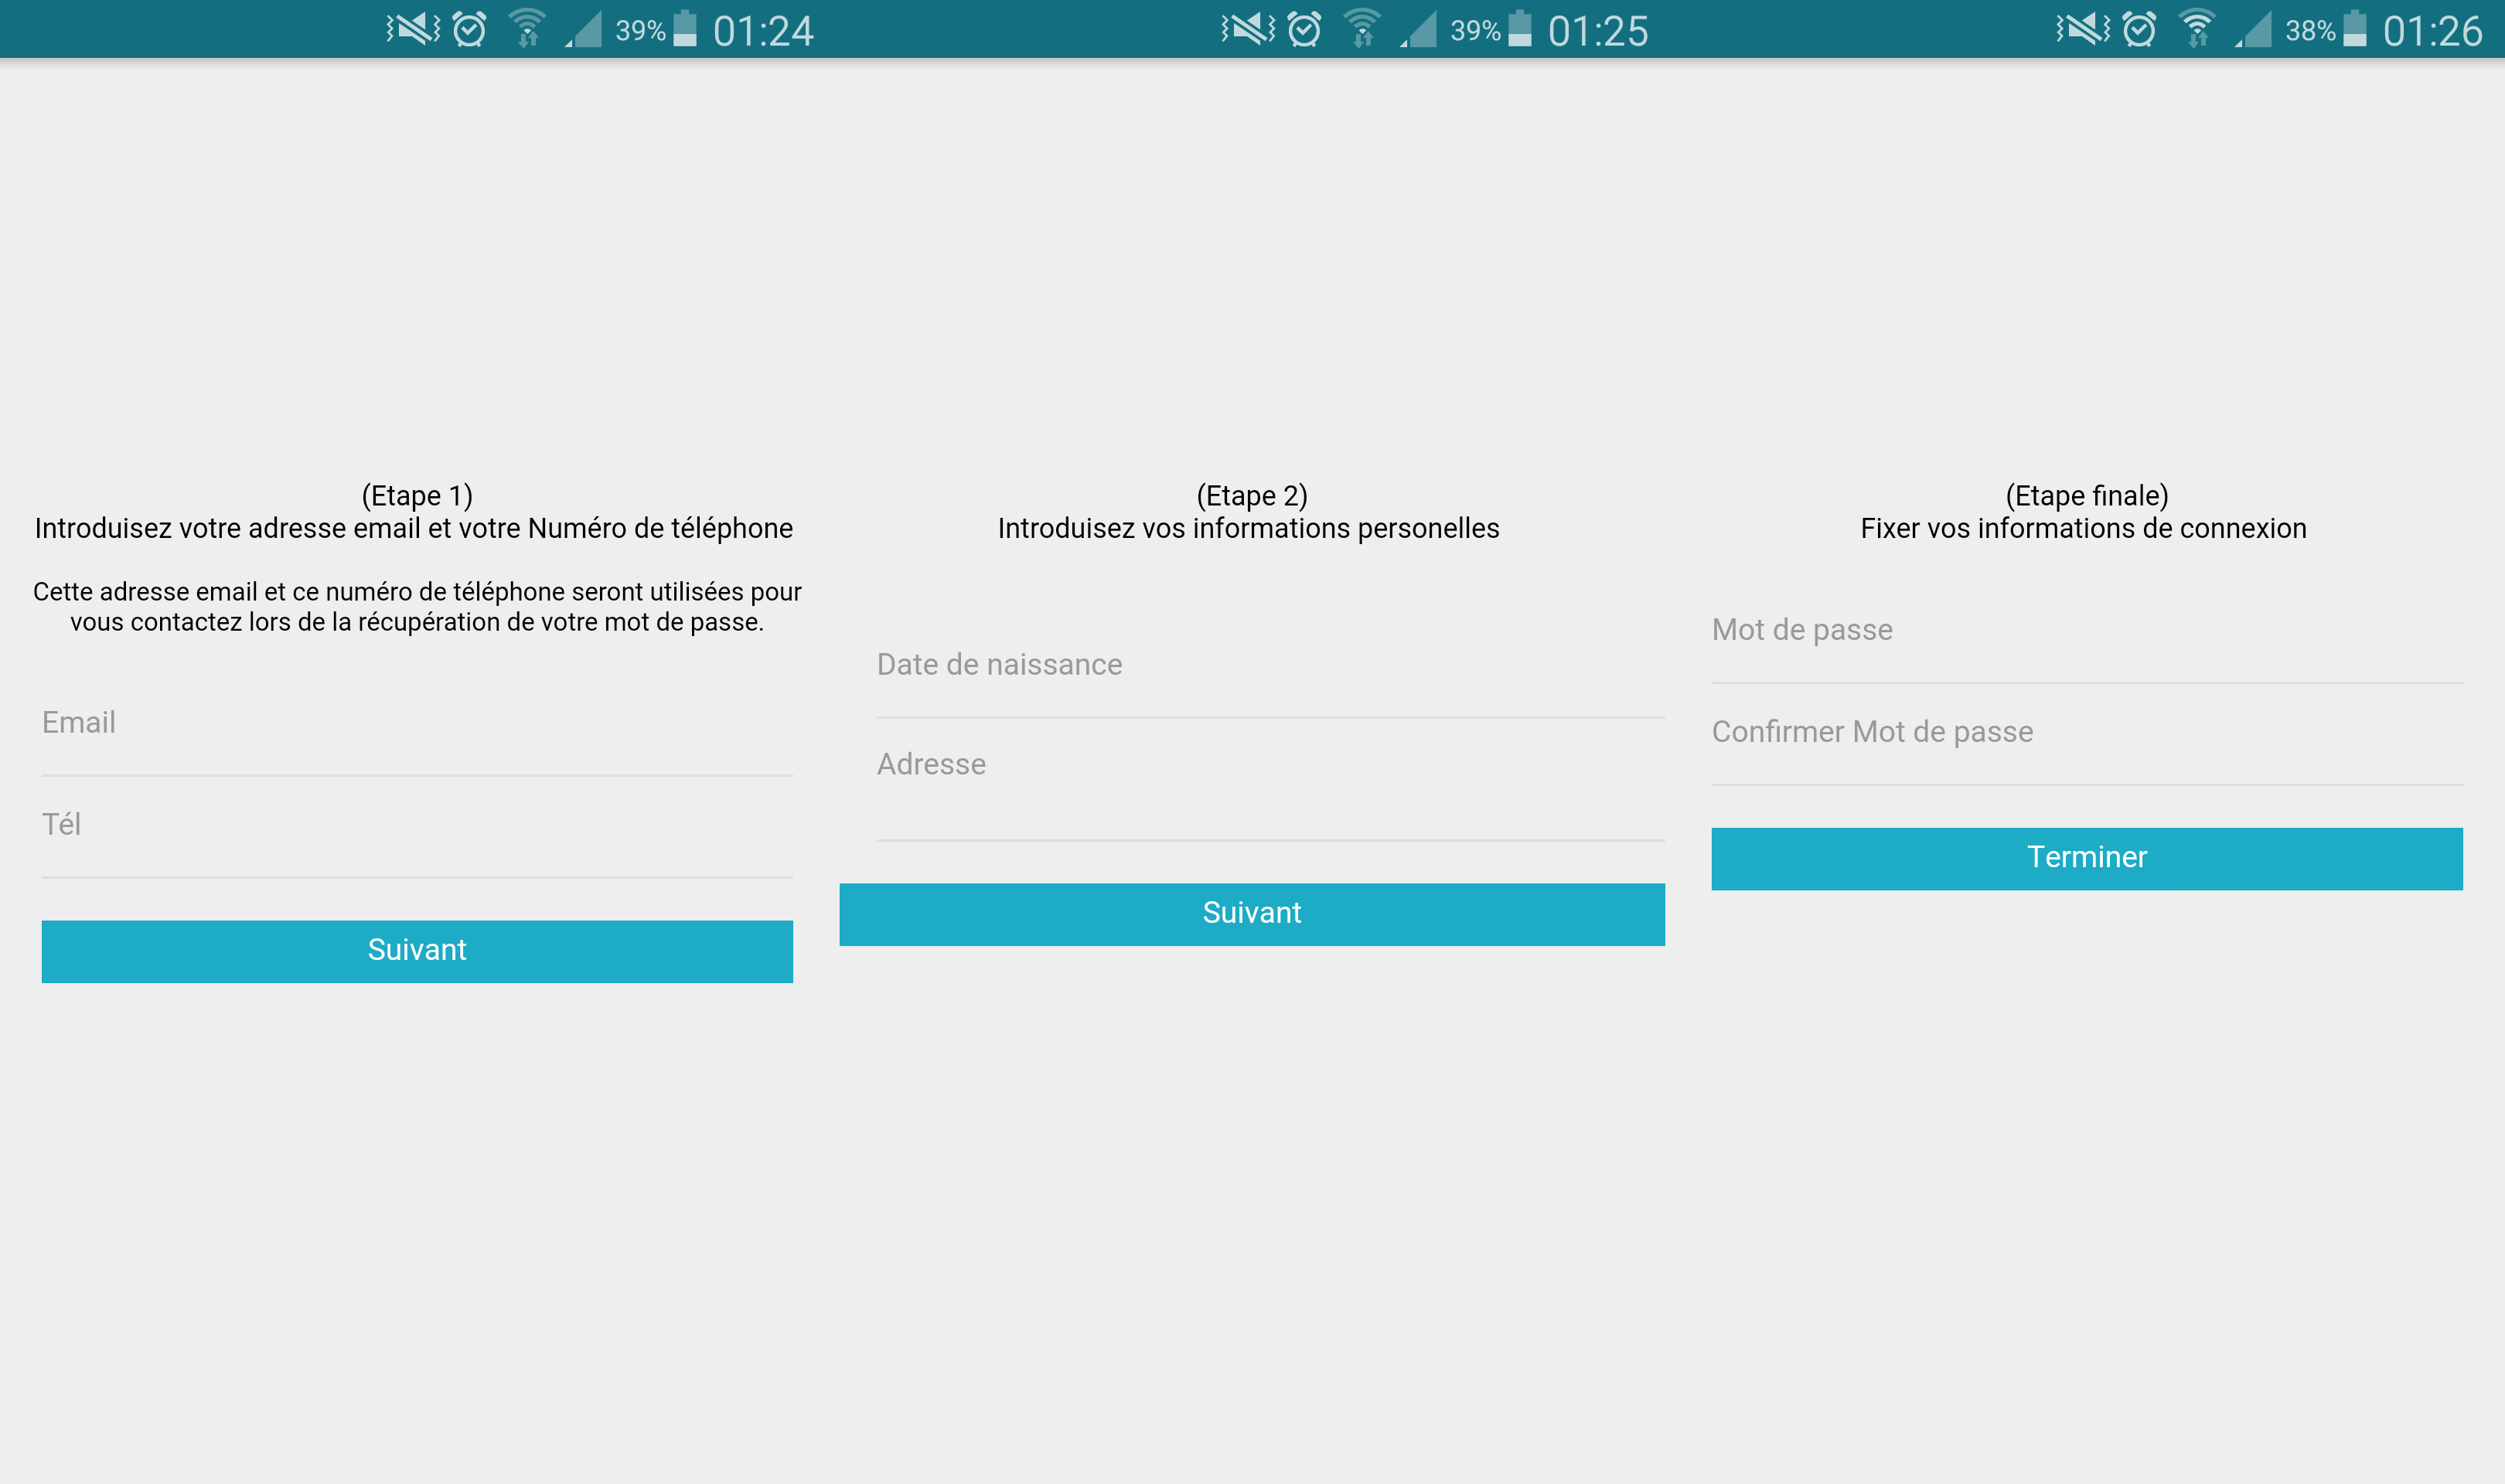 39% 01:24
39% 01:25
38% 01:26
(Etape 1)
Introduisez votre adresse email et votre Numéro de téléphone
Cette adresse email et ce numéro de téléphone seront utilisées pour
vous contactez lors de la récupération de votre mot de passe.
Email
Tél
Suivant
(Etape 2)
Introduisez vos informations personelles
Date de naissance
Adresse
Suivant
(Etape finale)
Fixer vos informations de connexion
Mot de passe
Confirmer Mot de passe
Terminer